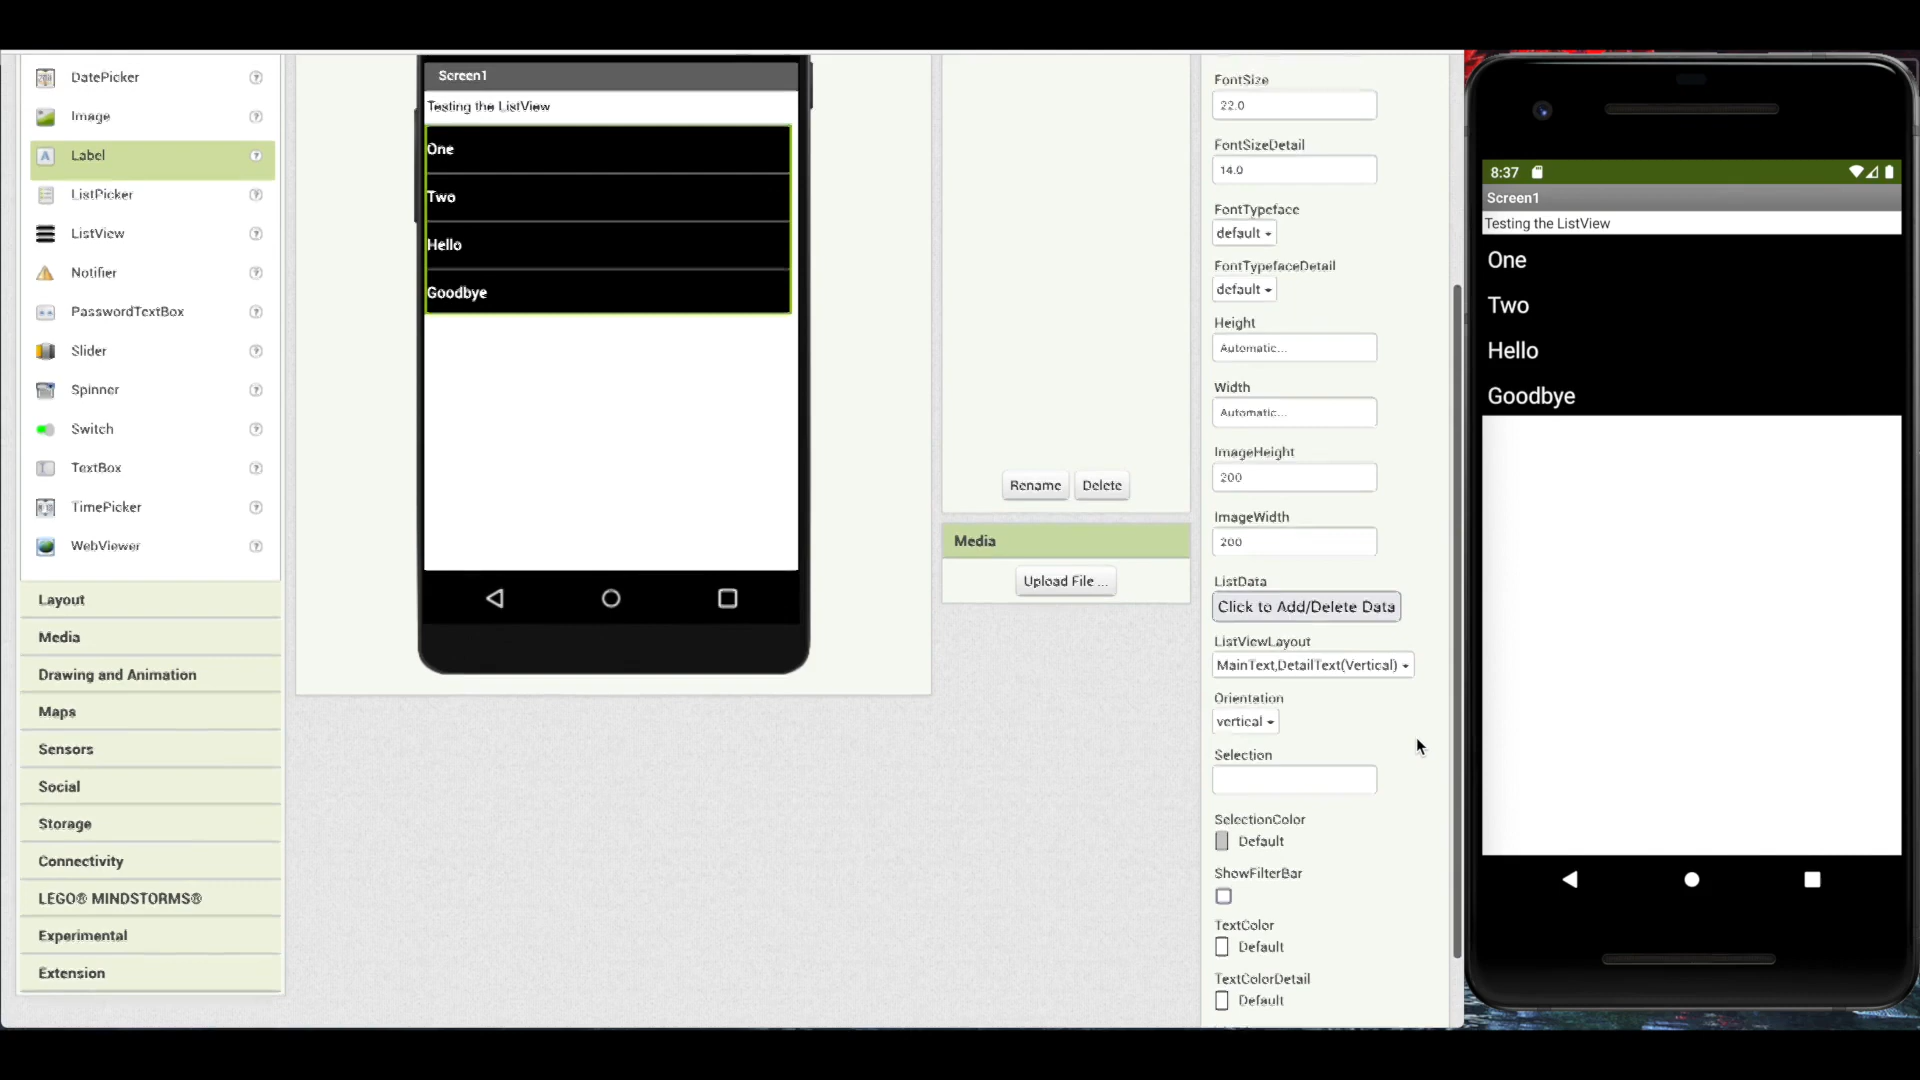 DatePicker
Image
Label
ListPicker
ListView
Notifier
PasswordTextBox
Slider
Spinner
Switch
TextBox
TimePicker
WebViewer
Layout
Media
Drawing and Animation
Maps
Sensors
Social
Storage
Connectivity
LEGO® MINDSTORMS®
Experimental
Extension
Screen1
Testing the ListView
One
Two
Hello
Goodbye
Rename Delete
Media
Upload File ...
FontSize
22.0
FontSizeDetail
14.0
FontTypeface
default
FontTypefaceDetail
default
Height
Automatic...
Width
Automatic...
ImageHeight
200
ImageWidth
200
ListData
Click to Add/Delete Data
ListViewLayout
MainText,DetailText(Vertical)
Orientation
vertical
Selection
SelectionColor
Default
ShowFilterBar
TextColor
Default
TextColorDetail
Default
8:37
Screen1
Testing the ListView
One
Two
Hello
Goodbye